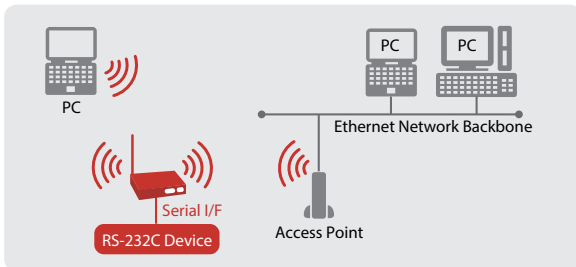 PC
PC
PC
Ethernet Network Backbone
Serial I/F
RS-232C Device
Access Point